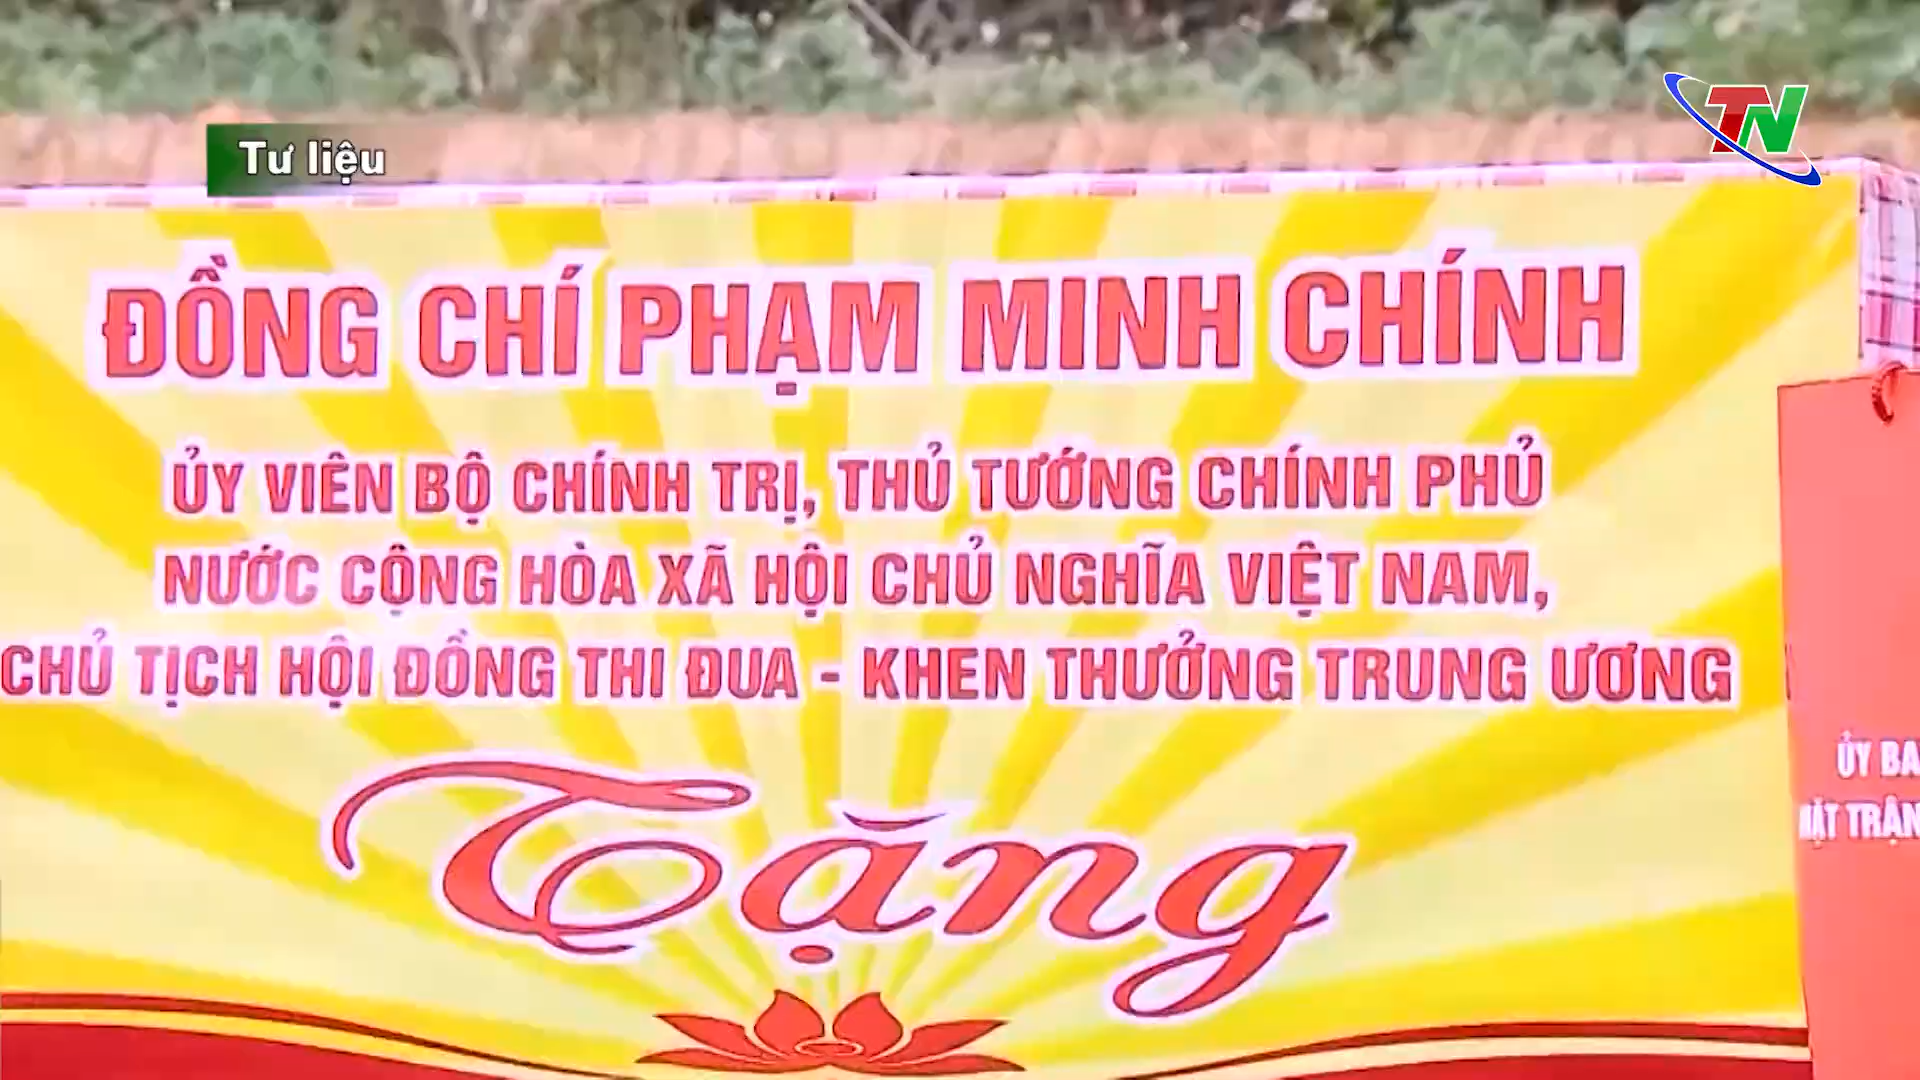 Tư liệu
TN
ĐỒNG CHÍ PHẠM MINH CHÍNH
ỦY VIÊN BỘ CHÍNH TRỊ, THỦ TƯỚNG CHÍNH PHỦ
NƯỚC CỘNG HÒA XÃ HỘI CHỦ NGHĨA VIỆT NAM,
CHỦ TỊCH HỘI ĐỒNG THI ĐUA - KHEN THƯỞNG TRUNG ƯƠNG
Tặng
ỦY BA
MẶT TRẬN